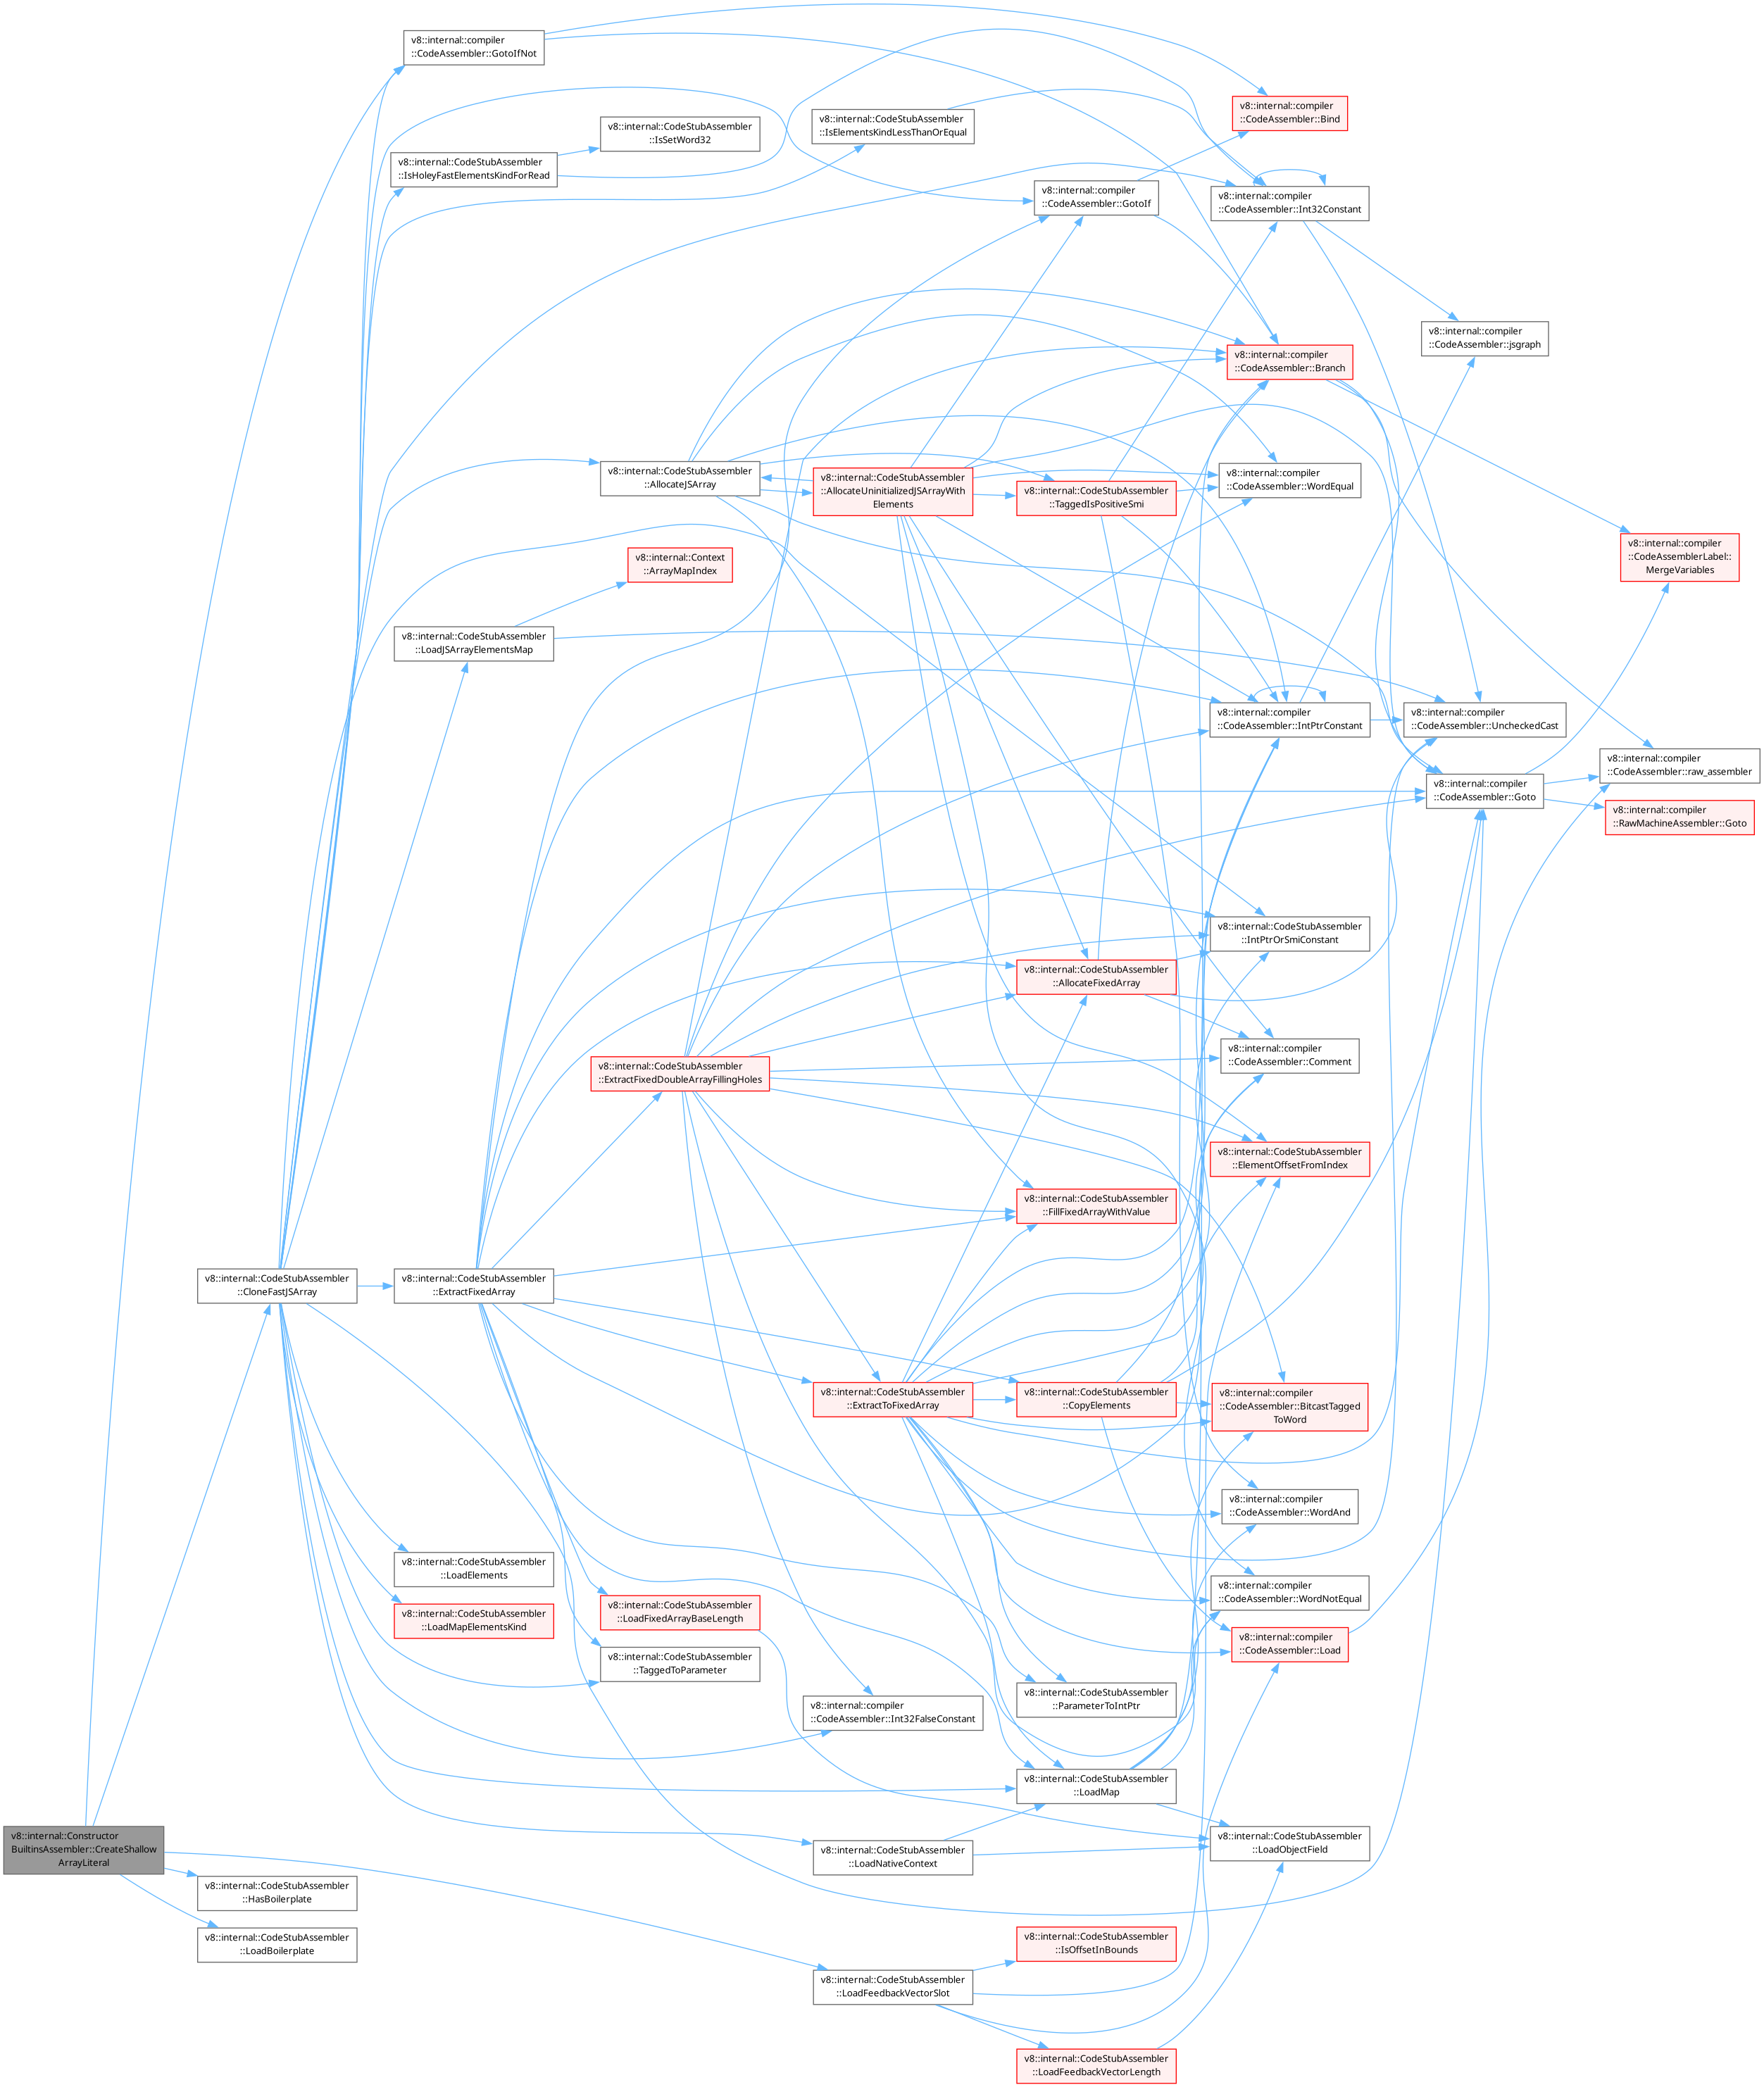 v8::internal::compiler
::CodeAssembler::GotoIfNot
v8::internal::compiler
::CodeAssembler::Bind
v8::internal::CodeStubAssembler
::IsElementsKindLessThanOrEqual
v8::internal::CodeStubAssembler
::IsSetWord32
v8::internal::CodeStubAssembler
::IsHoleyFastElementsKindForRead
v8::internal::compiler
::CodeAssembler::GotoIf
v8::internal::compiler
::CodeAssembler::Int32Constant
v8::internal::compiler
::CodeAssembler::jsgraph
v8::internal::compiler
::CodeAssembler::Branch
v8::internal::CodeStubAssembler
::AllocateJSArray
v8::internal::CodeStubAssembler
::AllocateUninitializedJSArrayWith
Elements
v8::internal::CodeStubAssembler
::TaggedIsPositiveSmi
v8::internal::compiler
::CodeAssembler::WordEqual
v8::internal::compiler
::CodeAssemblerLabel::
MergeVariables
v8::internal::Context
::ArrayMapIndex
v8::internal::CodeStubAssembler
::LoadJSArrayElementsMap
v8::internal::compiler
::CodeAssembler::IntPtrConstant
v8::internal::compiler
::CodeAssembler::UncheckedCast
v8::internal::compiler
::CodeAssembler::raw_assembler
v8::internal::compiler
::CodeAssembler::Goto
v8::internal::compiler
::RawMachineAssembler::Goto
v8::internal::CodeStubAssembler
::IntPtrOrSmiConstant
v8::internal::CodeStubAssembler
::AllocateFixedArray
v8::internal::compiler
::CodeAssembler::Comment
v8::internal::CodeStubAssembler
::ExtractFixedDoubleArrayFillingHoles
v8::internal::CodeStubAssembler
::ElementOffsetFromIndex
v8::internal::CodeStubAssembler
::FillFixedArrayWithValue
v8::internal::CodeStubAssembler
::CloneFastJSArray
v8::internal::CodeStubAssembler
::ExtractFixedArray
v8::internal::CodeStubAssembler
::ExtractToFixedArray
v8::internal::CodeStubAssembler
::CopyElements
v8::internal::compiler
::CodeAssembler::BitcastTagged
ToWord
v8::internal::compiler
::CodeAssembler::WordAnd
v8::internal::CodeStubAssembler
::LoadElements
v8::internal::compiler
::CodeAssembler::WordNotEqual
v8::internal::CodeStubAssembler
::LoadMapElementsKind
v8::internal::CodeStubAssembler
::LoadFixedArrayBaseLength
v8::internal::compiler
::CodeAssembler::Load
v8::internal::CodeStubAssembler
::TaggedToParameter
v8::internal::CodeStubAssembler
::ParameterToIntPtr
v8::internal::compiler
::CodeAssembler::Int32FalseConstant
v8::internal::CodeStubAssembler
::LoadMap
v8::internal::Constructor
BuiltinsAssembler::CreateShallow
ArrayLiteral
v8::internal::CodeStubAssembler
::LoadNativeContext
v8::internal::CodeStubAssembler
::LoadObjectField
v8::internal::CodeStubAssembler
::HasBoilerplate
v8::internal::CodeStubAssembler
::LoadBoilerplate
v8::internal::CodeStubAssembler
::IsOffsetInBounds
v8::internal::CodeStubAssembler
::LoadFeedbackVectorSlot
v8::internal::CodeStubAssembler
::LoadFeedbackVectorLength